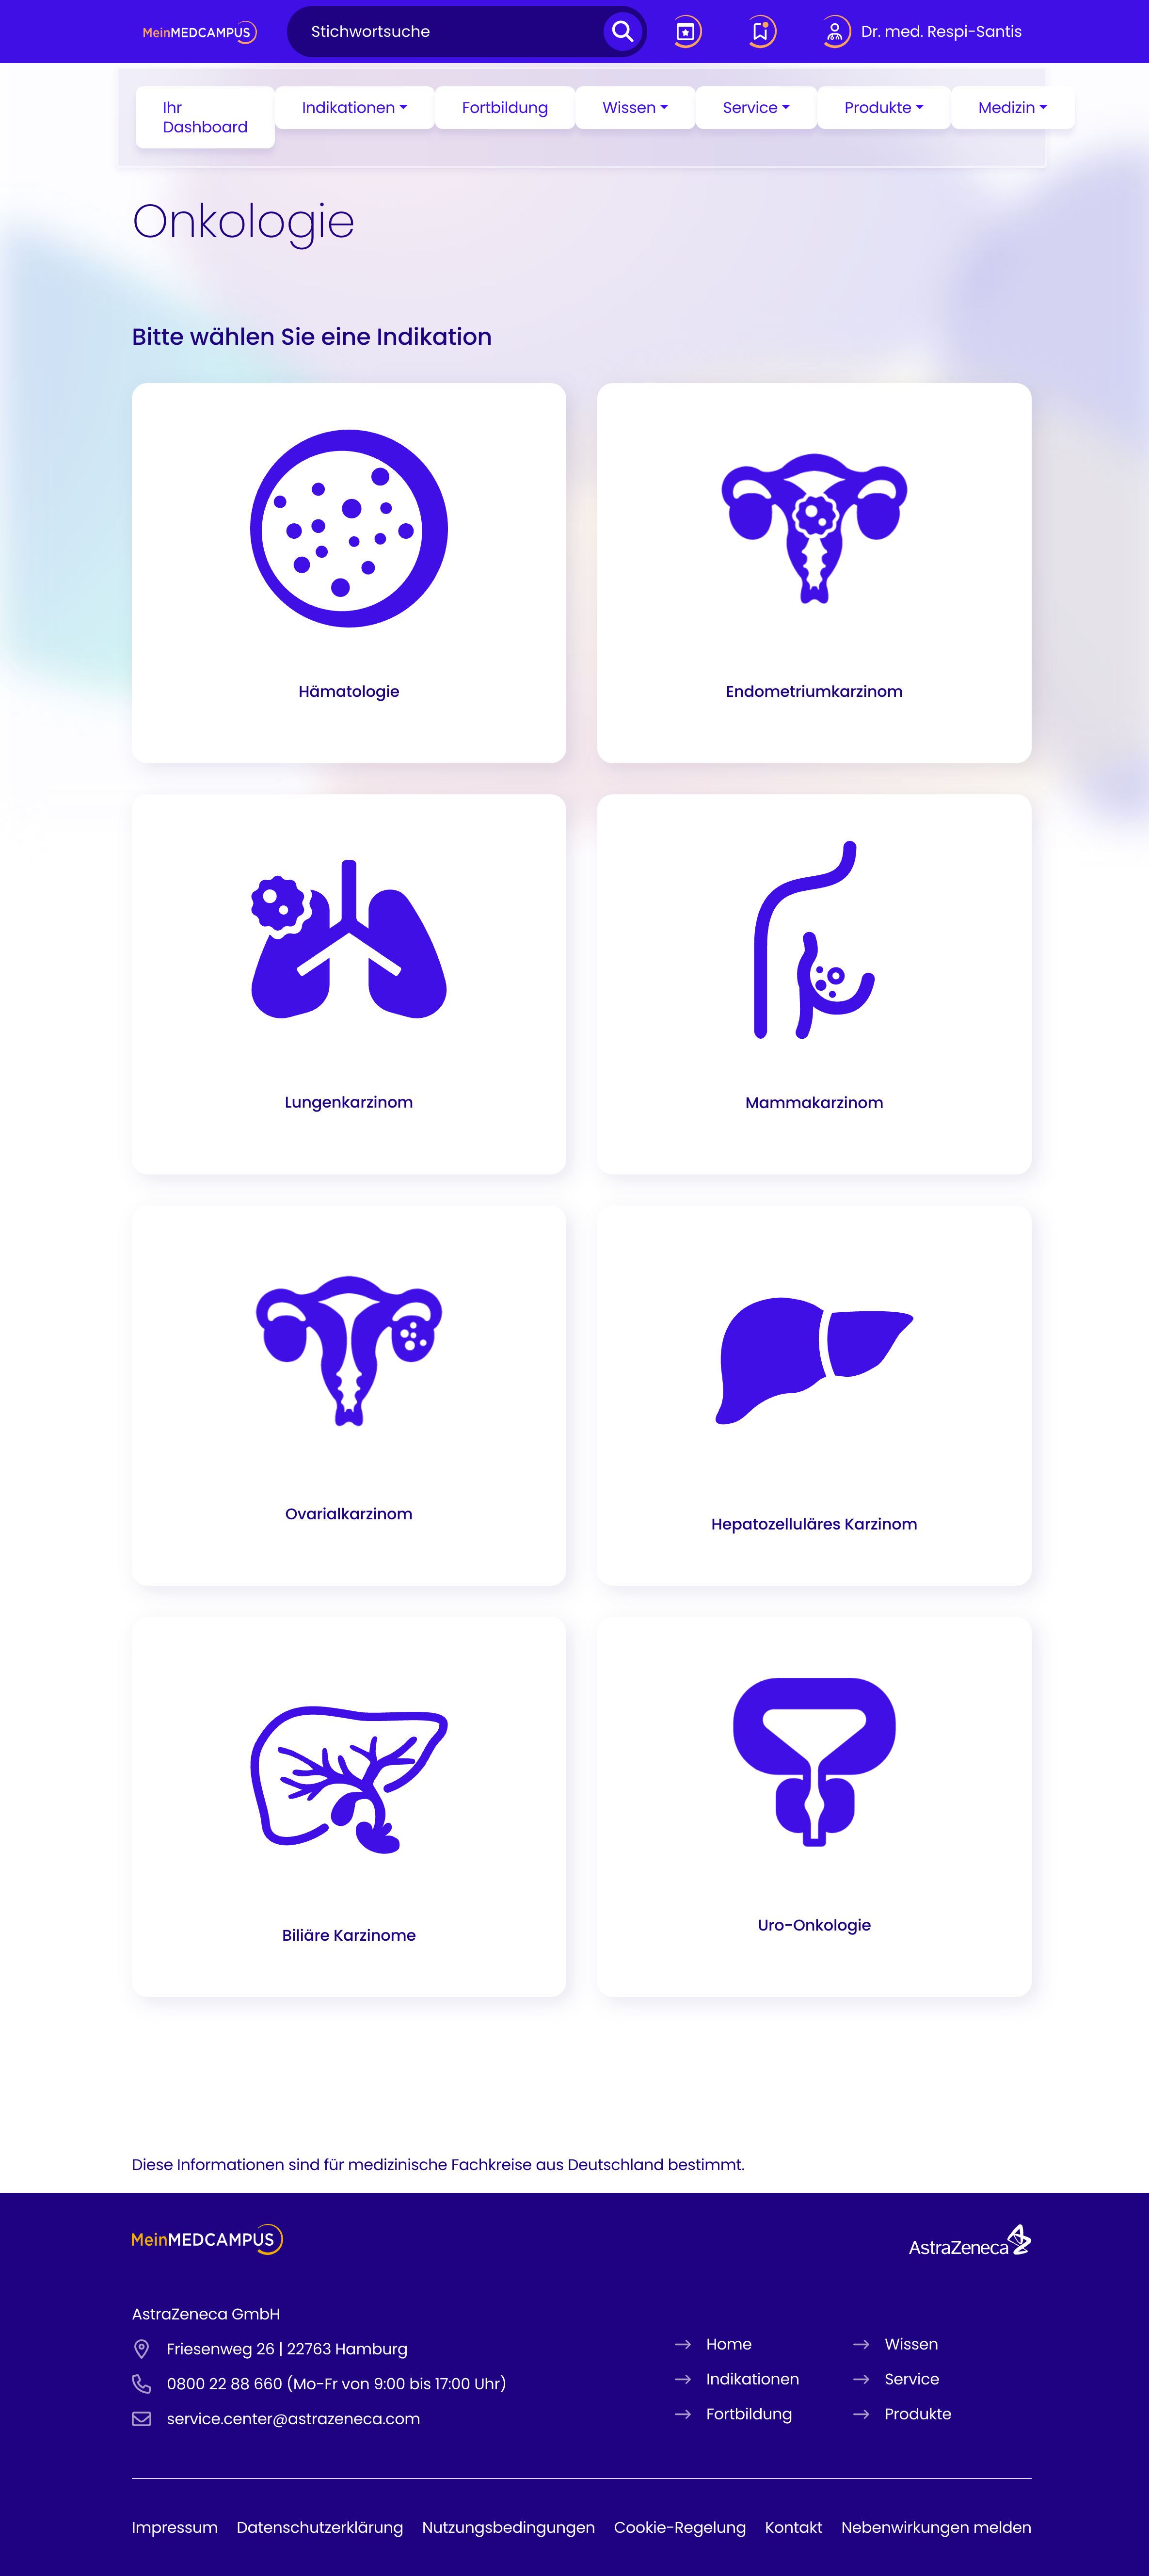 MeinMEDCAMPUS
Stichwortsuche
Dr. med. Respi-Santis
Ihr
Dashboard
Indikationen
Fortbildung
Wissen
Service
Produkte
Medizin
Onkologie
Bitte wählen Sie eine Indikation
Hämatologie
Endometriumkarzinom
Lungenkarzinom
Mammakarzinom
Ovarialkarzinom
Hepatozelluläres Karzinom
Biliäre Karzinome
Uro-Onkologie
Diese Informationen sind für medizinische Fachkreise aus Deutschland bestimmt.
MeinMEDCAMPUS
AstraZeneca
AstraZeneca GmbH
Friesenweg 26 | 22763 Hamburg
0800 22 88 660 (Mo-Fr von 9:00 bis 17:00 Uhr)
service.center@astrazeneca.com
Home
Indikationen
Fortbildung
Wissen
Service
Produkte
Impressum Datenschutzerklärung Nutzungsbedingungen Cookie-Regelung Kontakt Nebenwirkungen melden